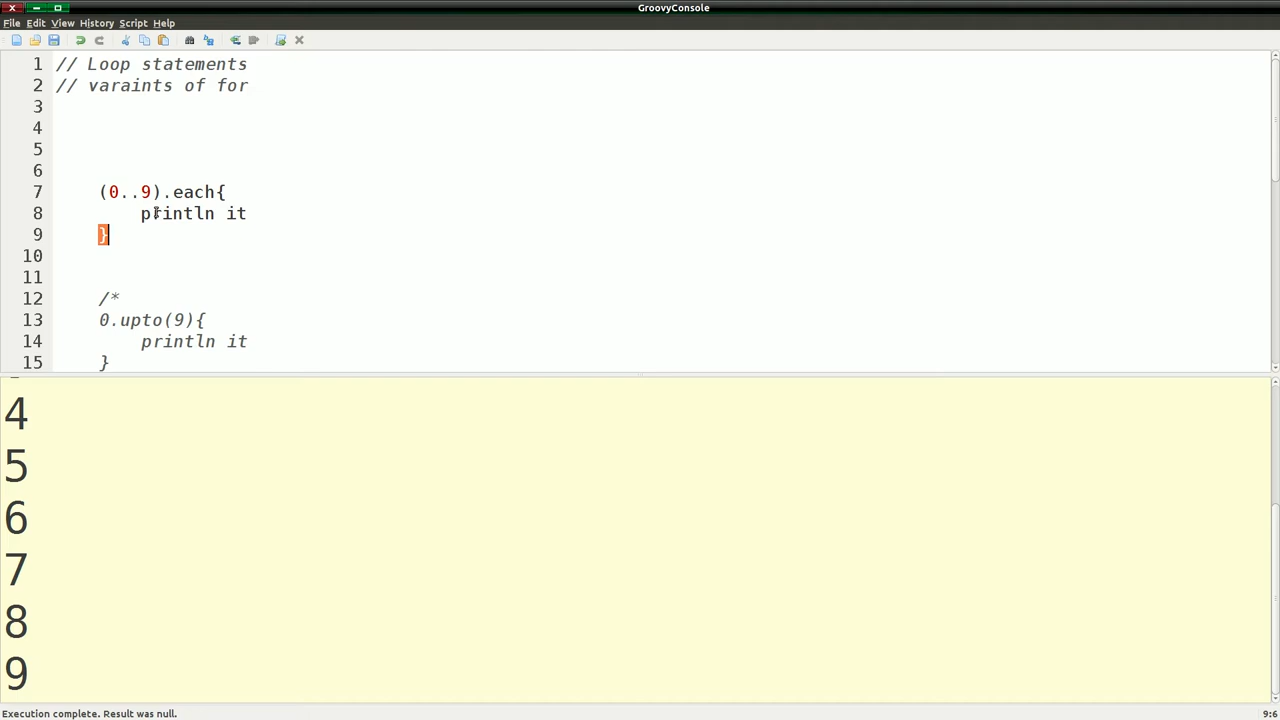 GroovyConsole
File Edit View History Script Help
1 // Loop statements
2 // varaints of for
3
4
5
6
7 (0..9).each{
8 println it
9 }
10
11
12 /*
13 0.upto(9){
14 println it
15 }
4
5
6
7
8
9
Execution complete. Result was null. 9:6